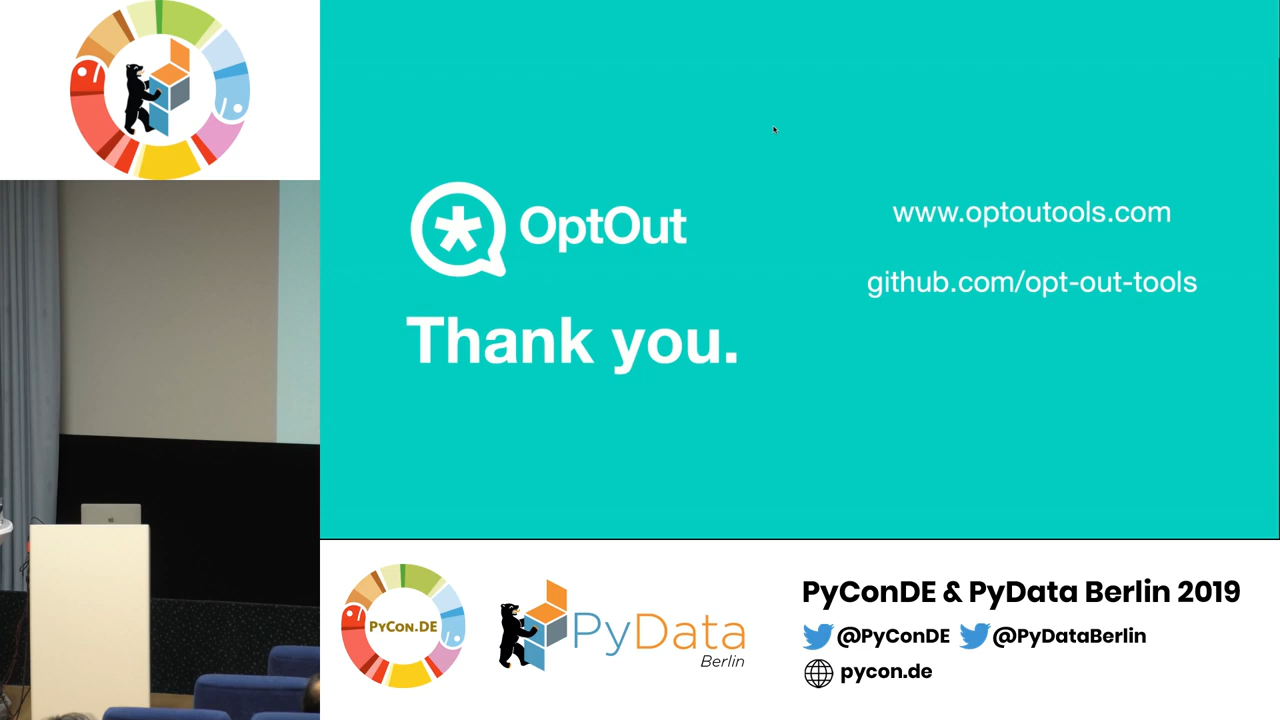 OptOut
Thank you.
www.optoutools.com
github.com/opt-out-tools
PyCon.DE
PyData
Berlin
PyConDE & PyData Berlin 2019
@PyConDE @PyDataBerlin
pycon.de